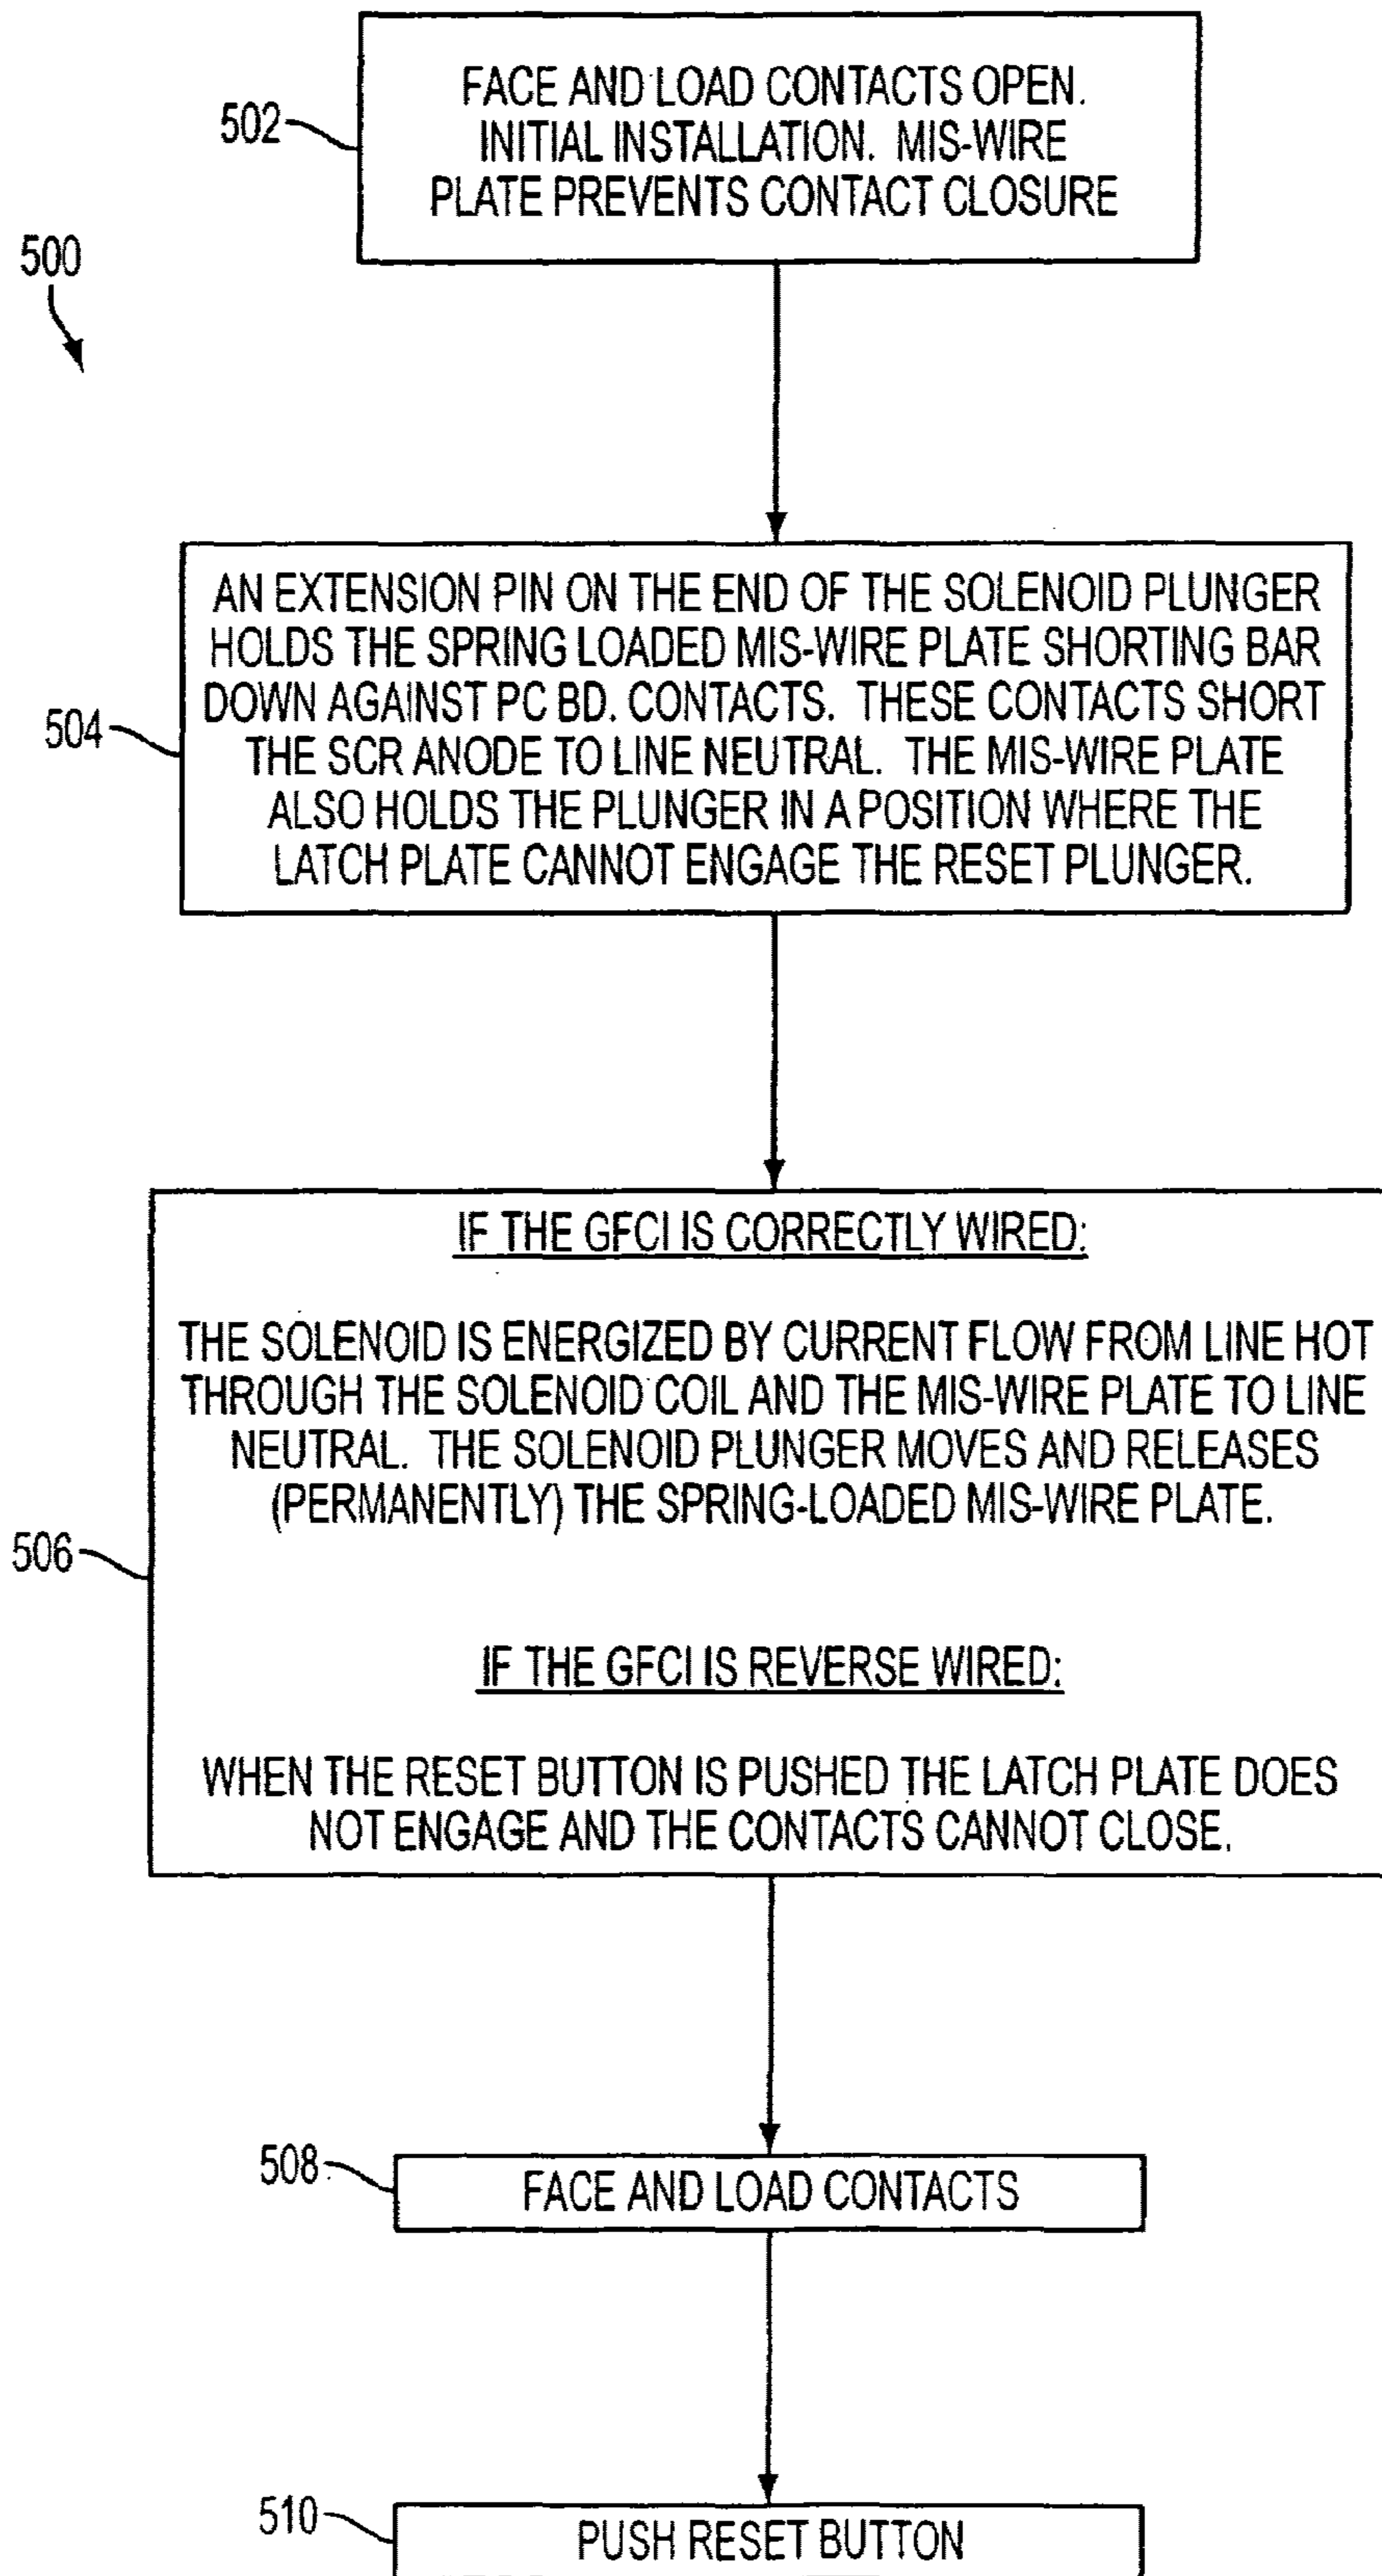 502
FACE AND LOAD CONTACTS OPEN.
INITIAL INSTALLATION. MIS-WIRE
PLATE PREVENTS CONTACT CLOSURE
500
504
AN EXTENSION PIN ON THE END OF THE SOLENOID PLUNGER
HOLDS THE SPRING LOADED MIS-WIRE PLATE SHORTING BAR
DOWN AGAINST PC BD. CONTACTS. THESE CONTACTS SHORT
THE SCR ANODE TO LINE NEUTRAL. THE MIS-WIRE PLATE
ALSO HOLDS THE PLUNGER IN A POSITION WHERE THE
LATCH PLATE CANNOT ENGAGE THE RESET PLUNGER.
506
IF THE GFCI IS CORRECTLY WIRED:
THE SOLENOID IS ENERGIZED BY CURRENT FLOW FROM LINE HOT
THROUGH THE SOLENOID COIL AND THE MIS-WIRE PLATE TO LINE
NEUTRAL. THE SOLENOID PLUNGER MOVES AND RELEASES
(PERMANENTLY) THE SPRING-LOADED MIS-WIRE PLATE.
IF THE GFCI IS REVERSE WIRED:
WHEN THE RESET BUTTON IS PUSHED THE LATCH PLATE DOES
NOT ENGAGE AND THE CONTACTS CANNOT CLOSE.
508
FACE AND LOAD CONTACTS
510
PUSH RESET BUTTON